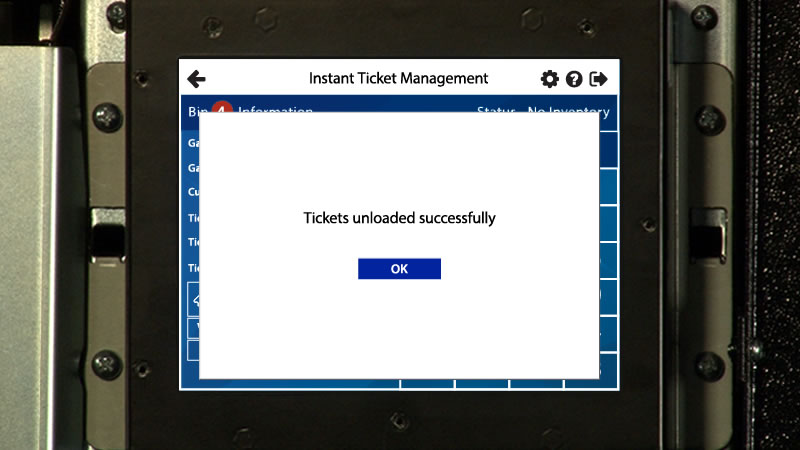 Instant Ticket Management
Bin 4 Information
Status
No Inventory
Ga
Ga
Cu
Tic
Tic
Tic
Tickets unloaded successfully
OK